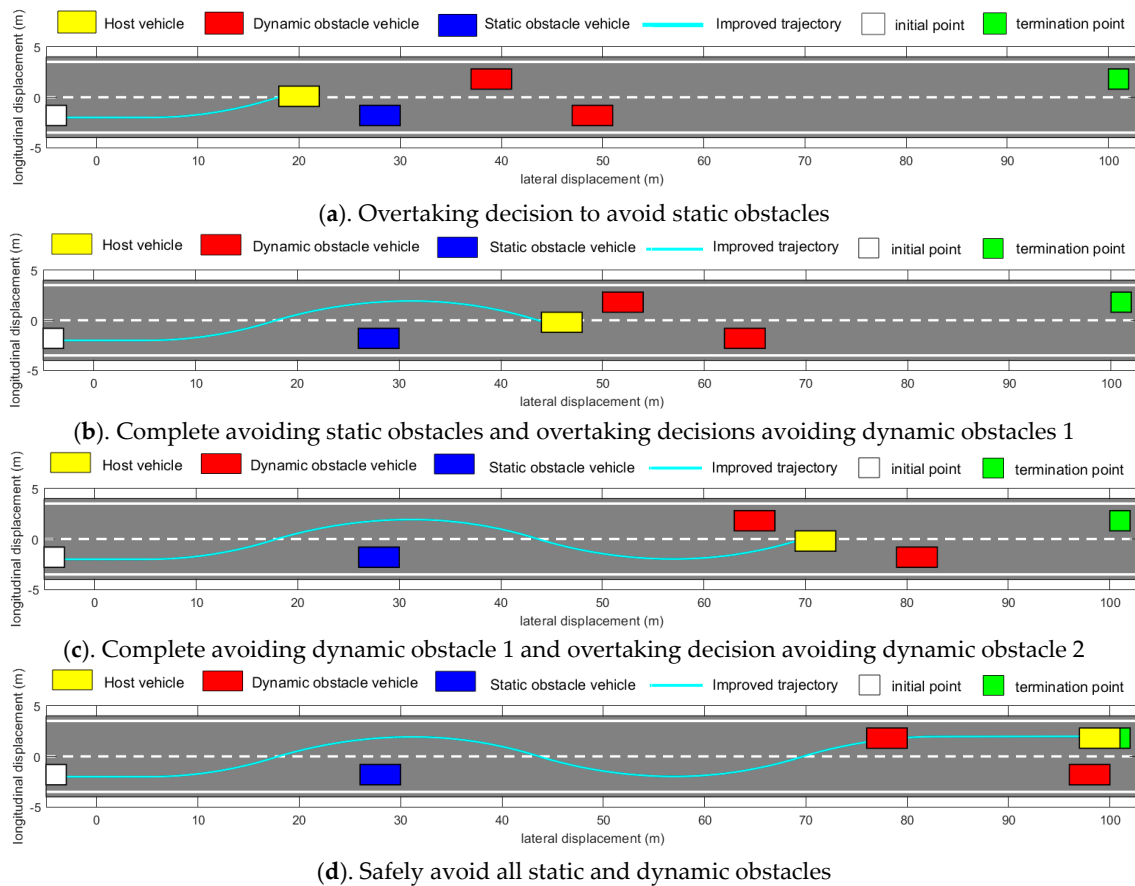 Host vehicle Dynamic obstacle vehicle Static obstacle vehicle Improved trajectory initial point termination point
longitudinal displacement (m)
5
0
-5
0 10 20 30 40 50 60 70 80 90 100
lateral displacement (m)
(a). Overtaking decision to avoid static obstacles
Host vehicle Dynamic obstacle vehicle Static obstacle vehicle Improved trajectory initial point termination point
longitudinal displacement (m)
5
0
-5
0 10 20 30 40 50 60 70 80 90 100
lateral displacement (m)
(b). Complete avoiding static obstacles and overtaking decisions avoiding dynamic obstacles 1
Host vehicle Dynamic obstacle vehicle Static obstacle vehicle Improved trajectory initial point termination point
longitudinal displacement (m)
5
0
-5
0 10 20 30 40 50 60 70 80 90 100
lateral displacement (m)
(c). Complete avoiding dynamic obstacle 1 and overtaking decision avoiding dynamic obstacle 2
Host vehicle Dynamic obstacle vehicle Static obstacle vehicle Improved trajectory initial point termination point
longitudinal displacement (m)
5
0
-5
0 10 20 30 40 50 60 70 80 90 100
lateral displacement (m)
(d). Safely avoid all static and dynamic obstacles